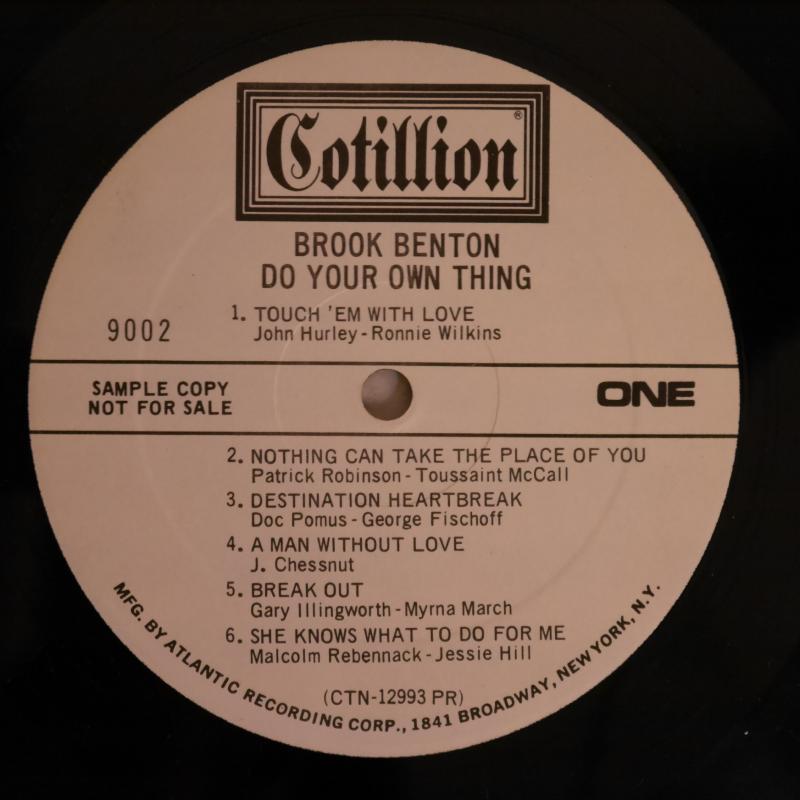 Cotillion®
BROOK BENTON
DO YOUR OWN THING
1. TOUCH 'EM WITH LOVE
John Hurley - Ronnie Wilkins
9002
SAMPLE COPY
NOT FOR SALE
ONE
2. NOTHING CAN TAKE THE PLACE OF YOU
Patrick Robinson - Toussaint McCall
3. DESTINATION HEARTBREAK
Doc Pomus - George Fischoff
4. A MAN WITHOUT LOVE
J. Chessnut
5. BREAK OUT
Gary Illingworth - Myrna March
6. SHE KNOWS WHAT TO DO FOR ME
Malcolm Rebennack - Jessie Hill
(CTN-12993 PR)
MFG. BY ATLANTIC RECORDING CORP., 1841 BROADWAY, NEW YORK, N.Y.